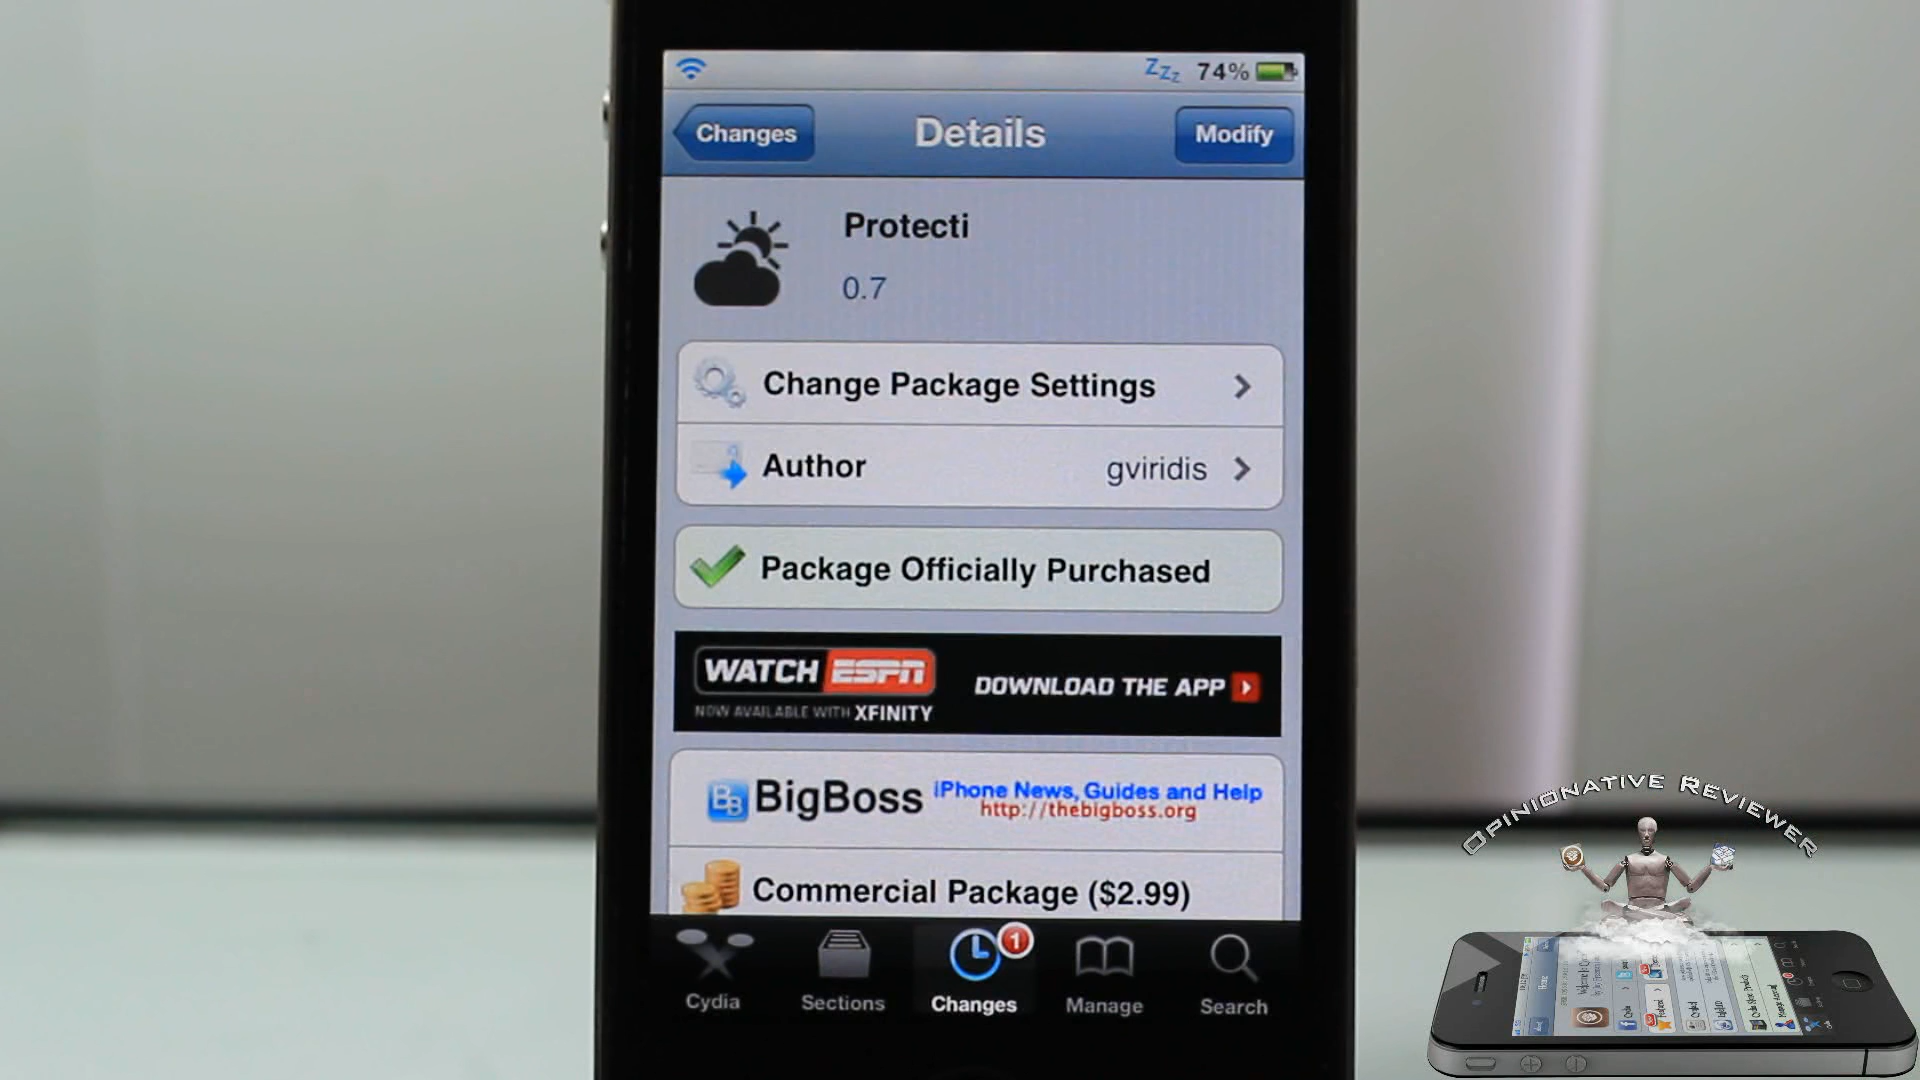 Zzz 74%
Changes Details Modify
Protecti
0.7
Change Package Settings
Author gviridis
Package Officially Purchased
WATCH ESPN
NOW AVAILABLE WITH XFINITY
DOWNLOAD THE APP
BB BigBoss iPhone News, Guides and Help
http://thebigboss.org
Commercial Package ($2.99)
1
Cydia Sections Changes Manage Search
Opinionative Reviewer